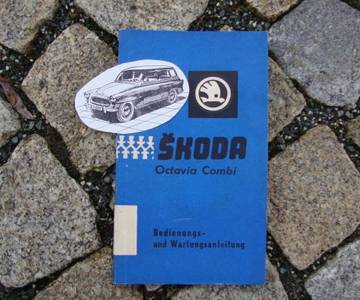 ŠKODA
Octavia Combi
Bedienungs-
und Wartungsanleitung